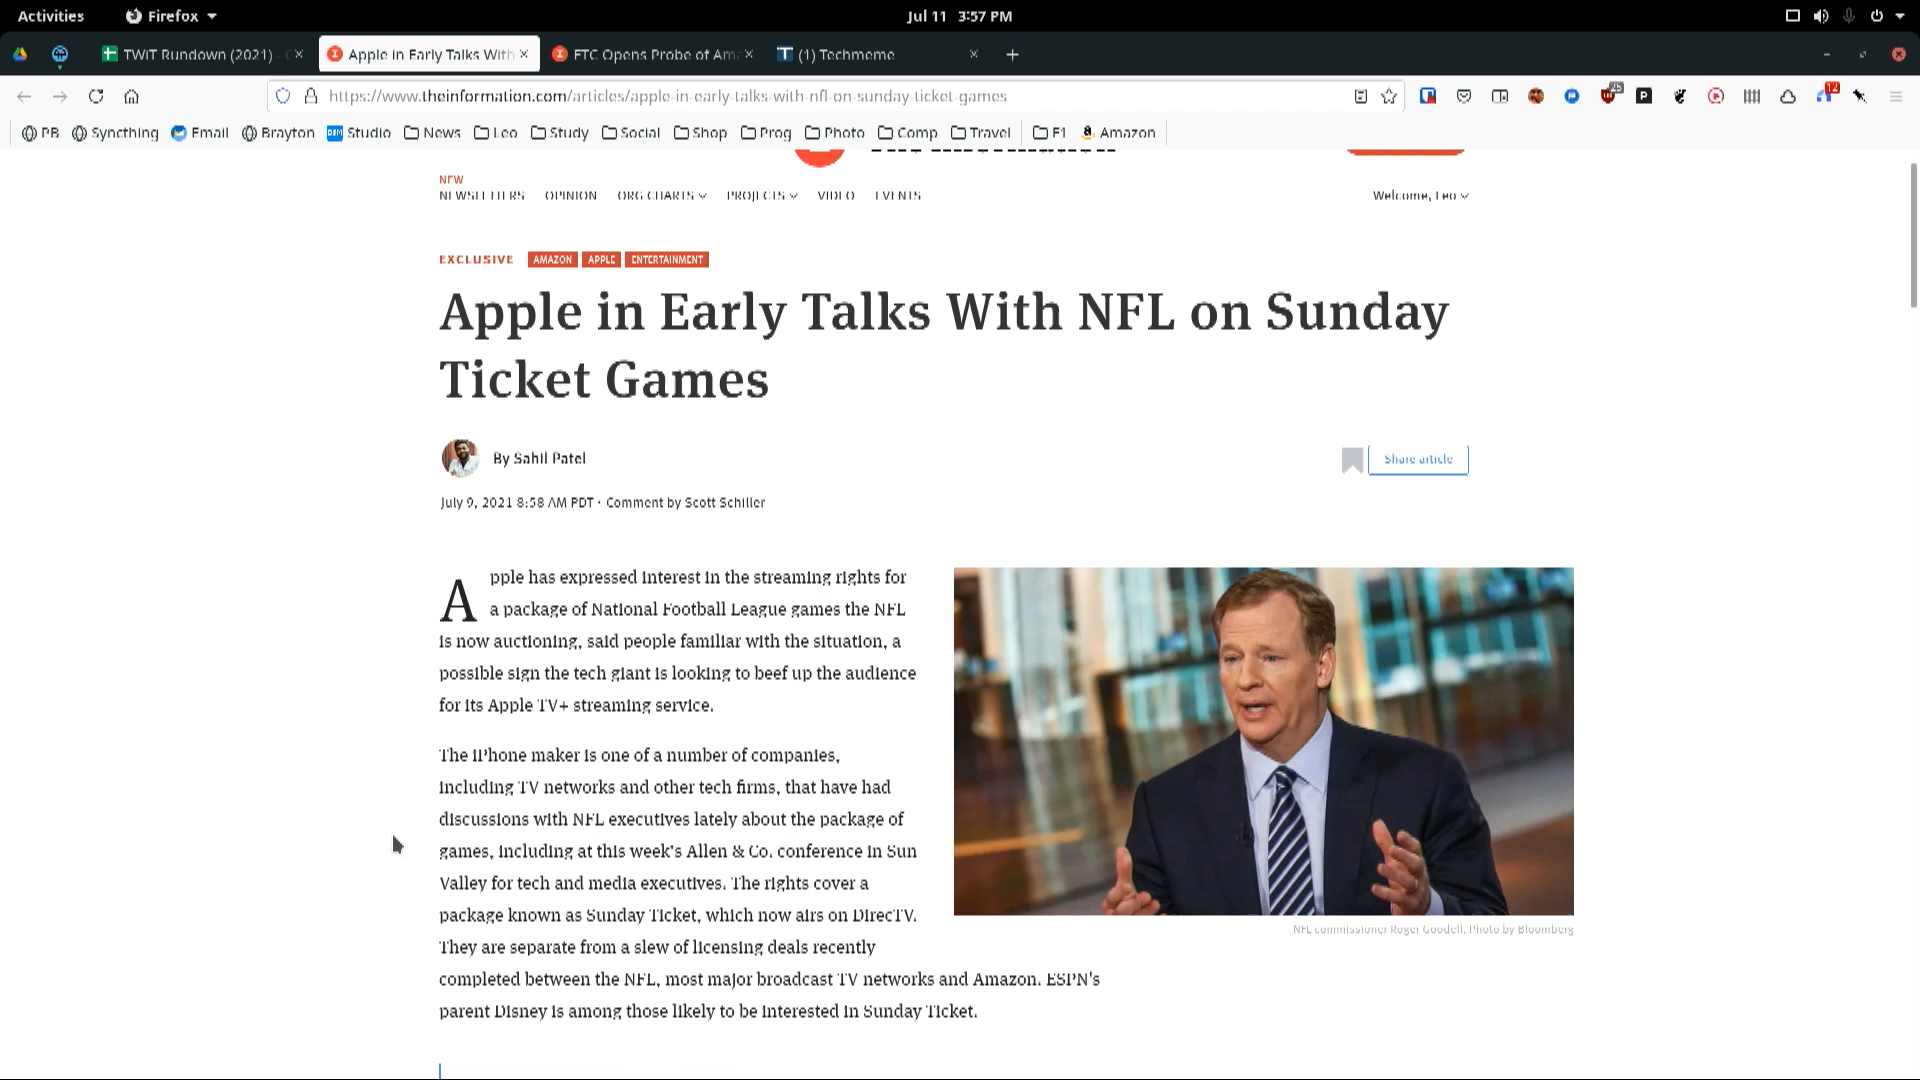 Activities Firefox Jul 11 3:57 PM
TWiT Rundown (2021) Apple in Early Talks With FTC Opens Probe of Ama (1) Techmeme
https://www.theinformation.com/articles/apple-in-early-talks-with-nfl-on-sunday-ticket-games 25 P 12
PB Syncthing Email Brayton Studio News Leo Study Social Shop Prog Photo Comp Travel F1 Amazon
NEW
NEWSLETTERS OPINION ORG CHARTS PROJECTS VIDEO EVENTS Welcome, Leo
EXCLUSIVE AMAZON APPLE ENTERTAINMENT
Apple in Early Talks With NFL on Sunday
Ticket Games
By Sahil Patel
Share article
July 9, 2021 8:58 AM PDT · Comment by Scott Schiller
Apple has expressed interest in the streaming rights for
a package of National Football League games the NFL
is now auctioning, said people familiar with the situation, a
possible sign the tech giant is looking to beef up the audience
for its Apple TV+ streaming service.
The iPhone maker is one of a number of companies,
including TV networks and other tech firms, that have had
discussions with NFL executives lately about the package of
games, including at this week's Allen & Co. conference in Sun
Valley for tech and media executives. The rights cover a
package known as Sunday Ticket, which now airs on DirecTV.
They are separate from a slew of licensing deals recently
completed between the NFL, most major broadcast TV networks and Amazon. ESPN's
parent Disney is among those likely to be interested in Sunday Ticket.
NFL commissioner Roger Goodell. Photo by Bloomberg